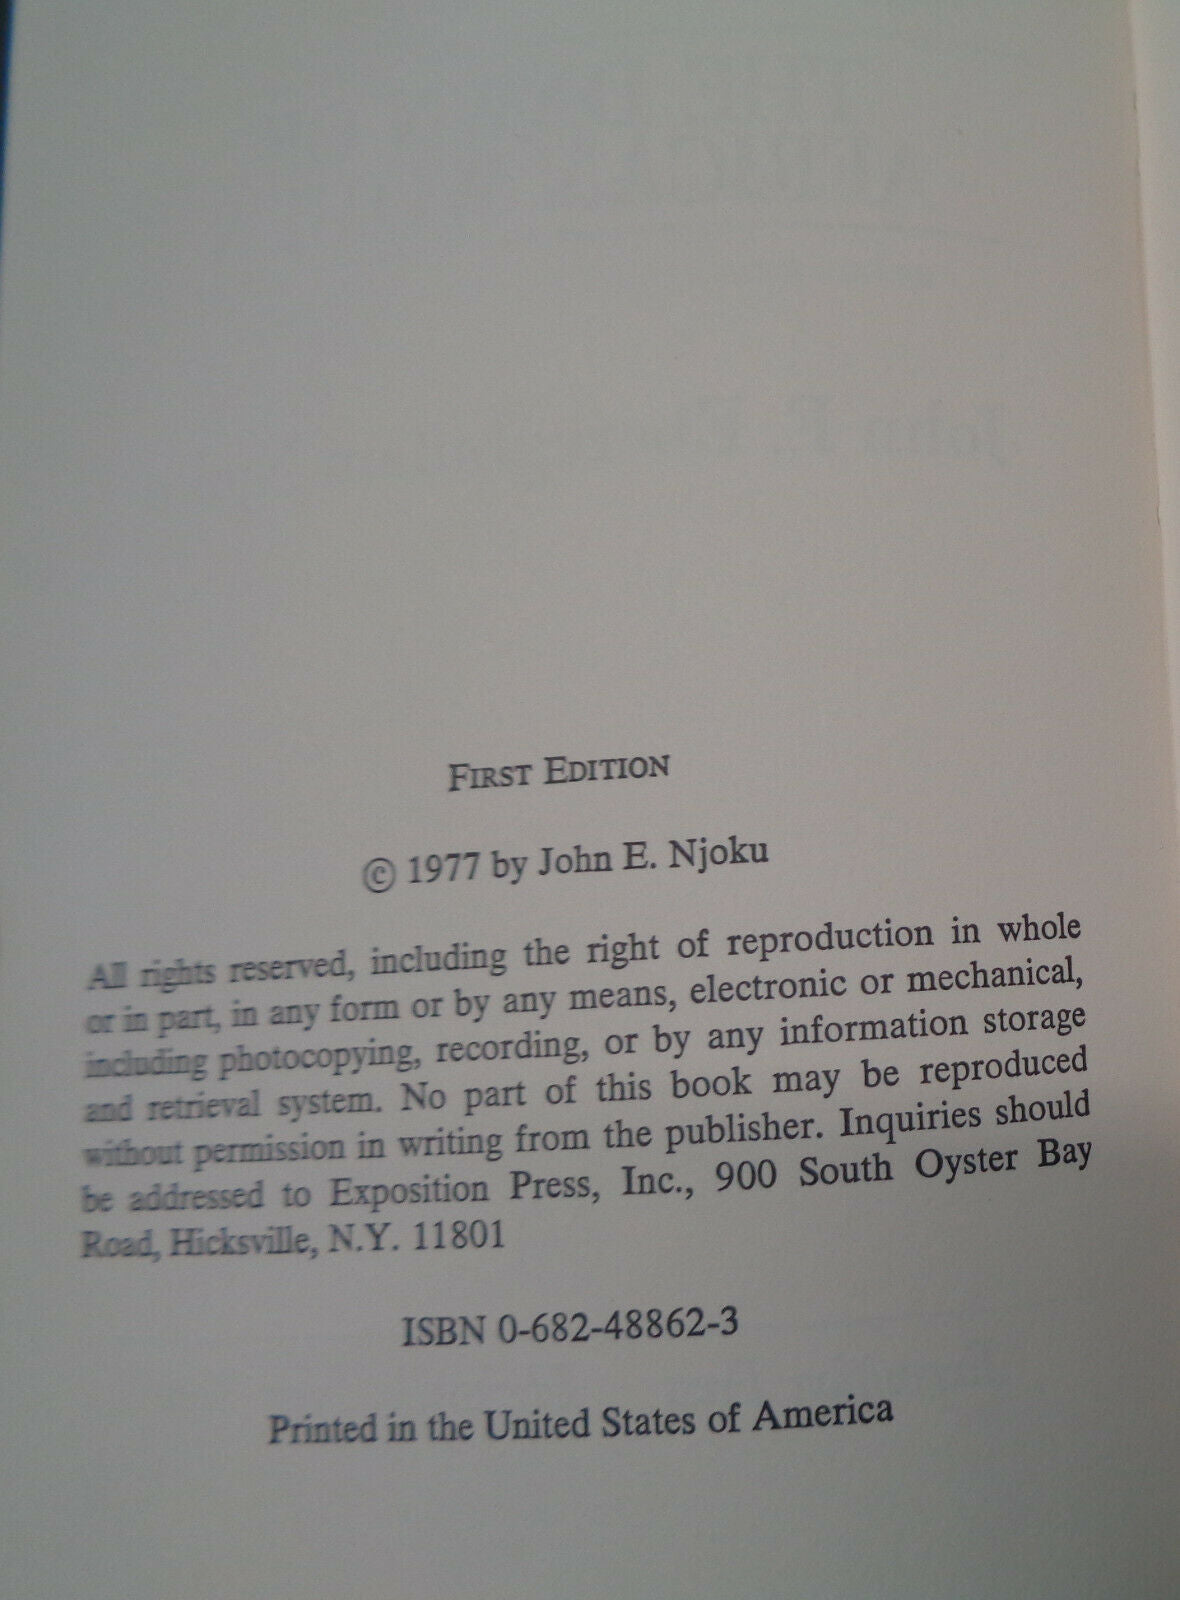 FIRST EDITION
© 1977 by John E. Njoku
All rights reserved, including the right of reproduction in whole
or in part, in any form or by any means, electronic or mechanical,
including photocopying, recording, or by any information storage
and retrieval system. No part of this book may be reproduced
without permission in writing from the publisher. Inquiries should
be addressed to Exposition Press, Inc., 900 South Oyster Bay
Road, Hicksville, N.Y. 11801
ISBN 0-682-48862-3
Printed in the United States of America